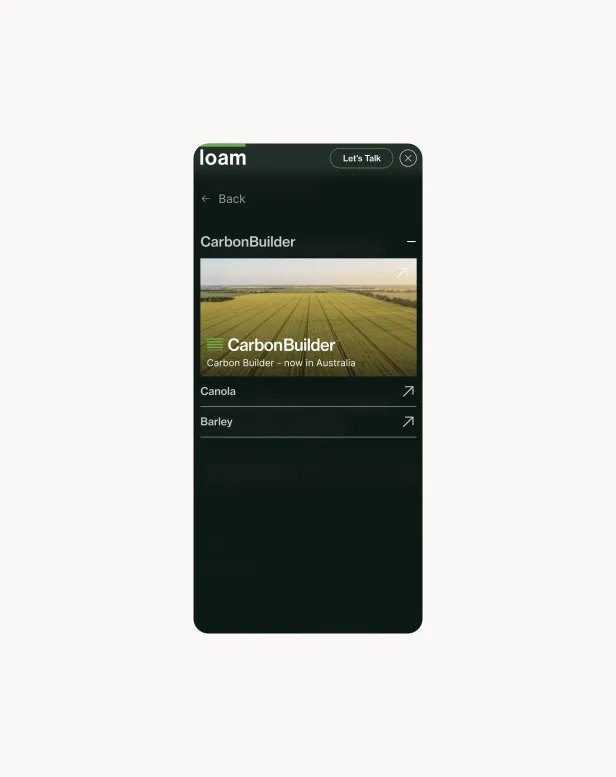 loam
Let's Talk
Back
CarbonBuilder
CarbonBuilder
Carbon Builder - now in Australia
Canola
Barley